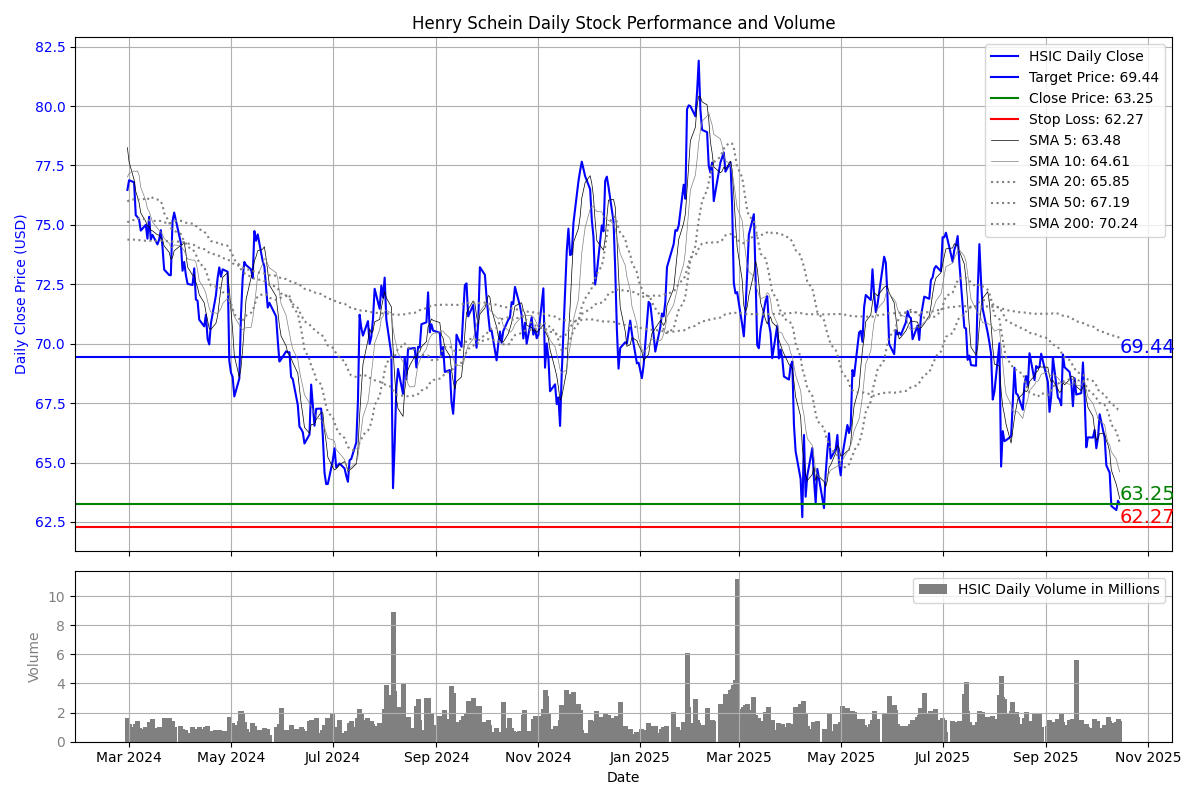 Henry Schein Daily Stock Performance and Volume
82.5
80.0
77.5
75.0
72.5
70.0
67.5
65.0
62.5
Daily Close Price (USD)
HSIC Daily Close
Target Price: 69.44
Close Price: 63.25
Stop Loss: 62.27
SMA 5: 63.48
SMA 10: 64.61
SMA 20: 65.85
SMA 50: 67.19
SMA 200: 70.24
69.44
63.25
62.27
10
8
6
4
2
0
Volume
HSIC Daily Volume in Millions
Mar 2024 May 2024 Jul 2024 Sep 2024 Nov 2024 Jan 2025 Mar 2025 May 2025 Jul 2025 Sep 2025 Nov 2025
Date